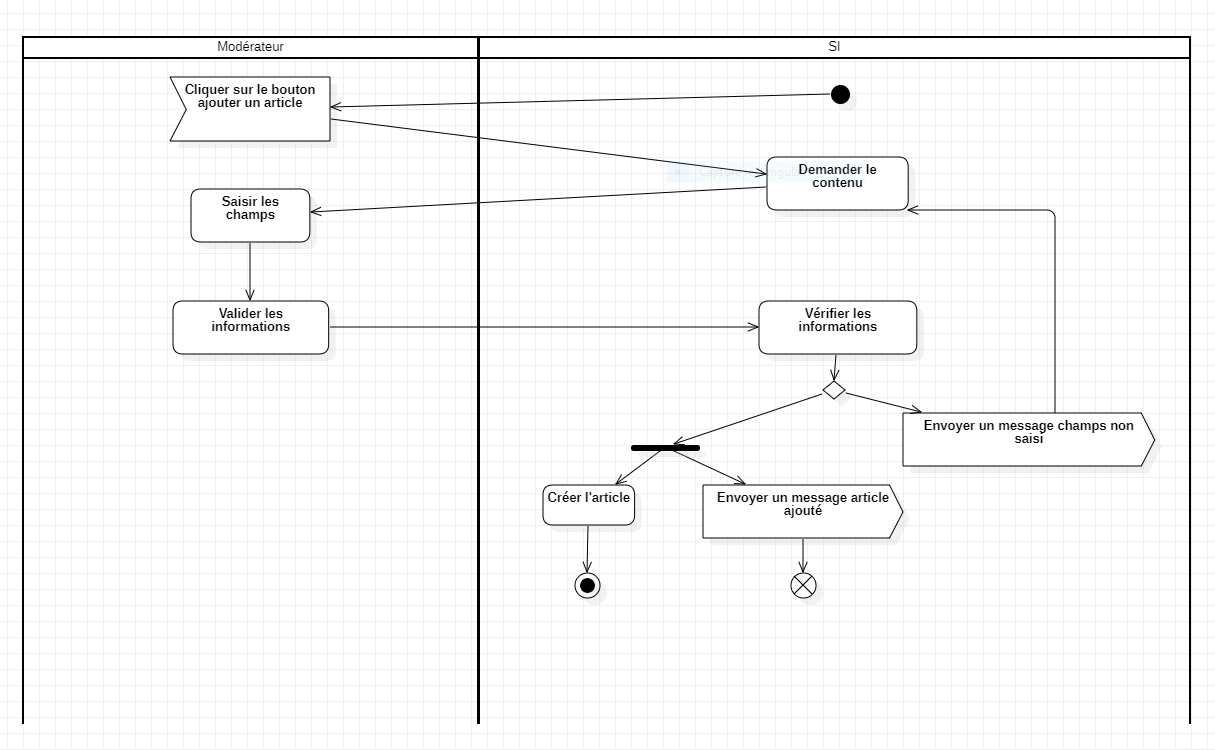 Modérateur
SI
Cliquer sur le bouton
ajouter un article
Demander le
contenu
Saisir les
champs
Valider les
informations
Vérifier les
informations
Envoyer un message champs non
saisi
Créer l'article
Envoyer un message article
ajouté